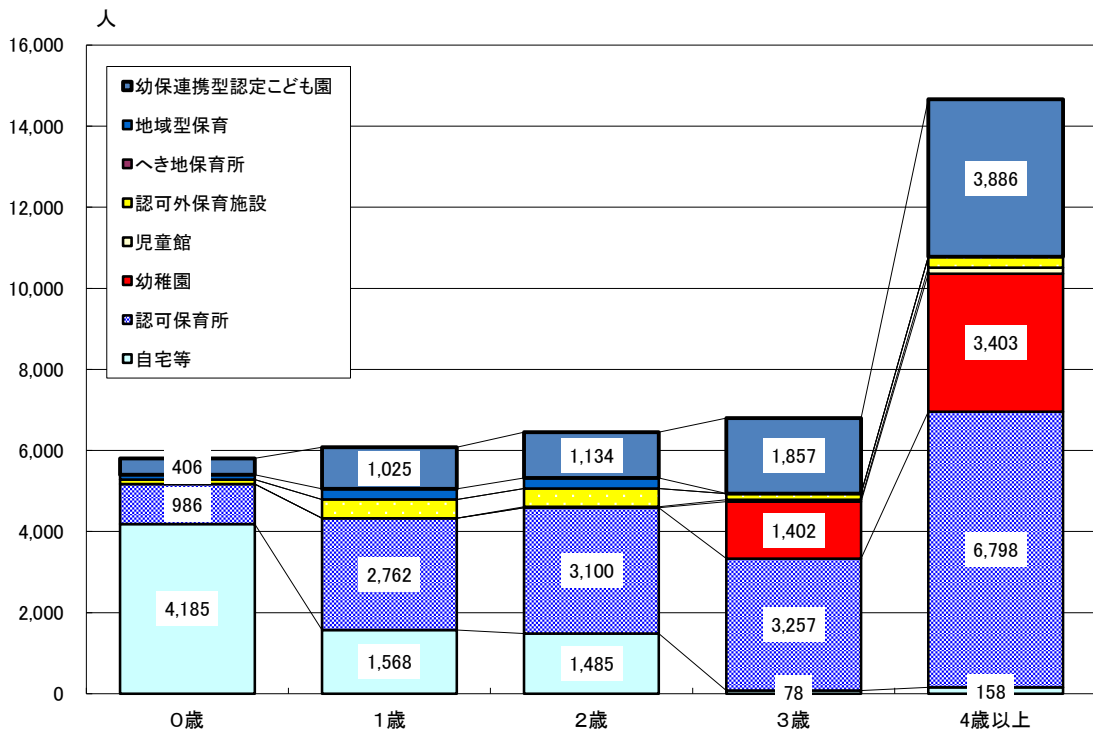 人
16,000
14,000
12,000
10,000
8,000
6,000
4,000
2,000
0
幼保連携型認定こども園
地域型保育
へき地保育所
認可外保育施設
児童館
幼稚園
認可保育所
自宅等
406
986
4,185
1,025
2,762
1,568
1,134
3,100
1,485
1,857
1,402
3,257
78
3,886
3,403
6,798
158
0歳
1歳
2歳
3歳
4歳以上